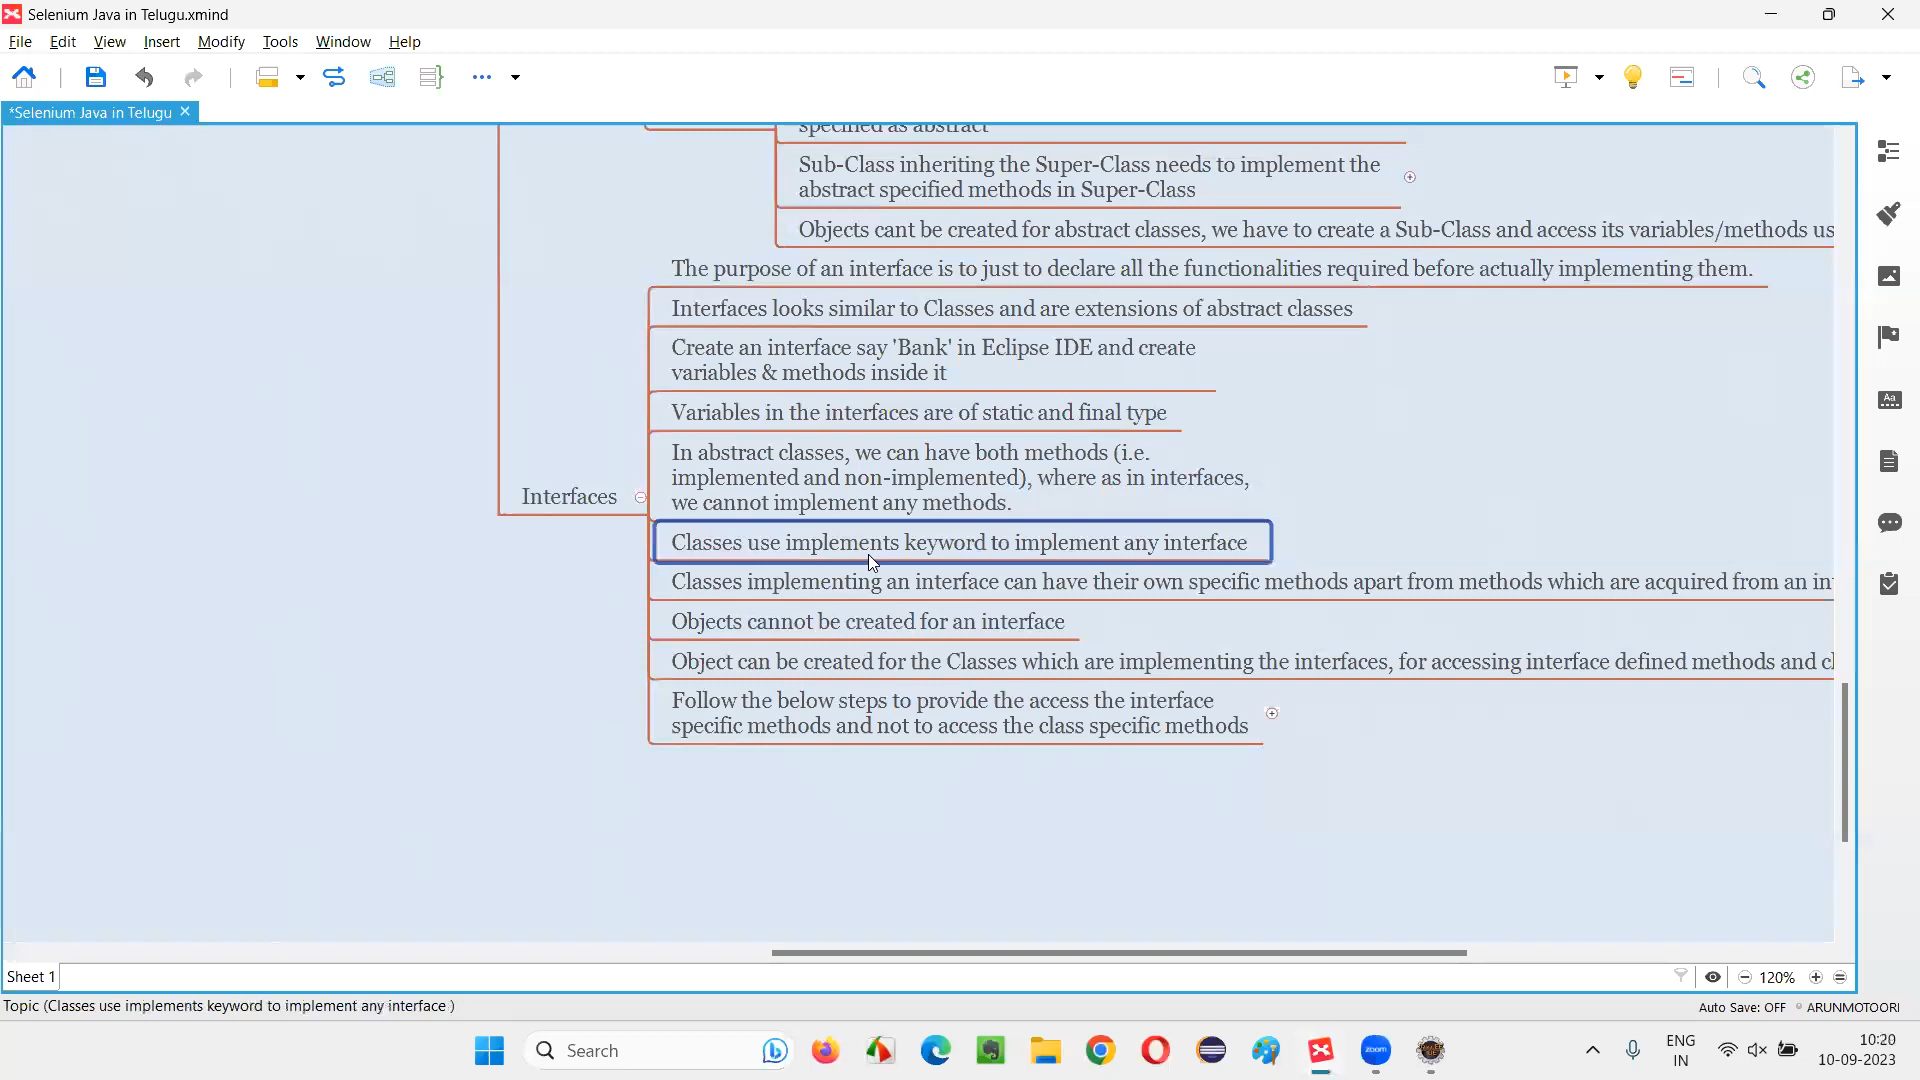 Selenium Java in Telugu.xmind
File Edit View Insert Modify Tools Window Help
*Selenium Java in Telugu
specified as abstract
Sub-Class inheriting the Super-Class needs to implement the
abstract specified methods in Super-Class
Objects cant be created for abstract classes, we have to create a Sub-Class and access its variables/methods us
The purpose of an interface is to just to declare all the functionalities required before actually implementing them.
Interfaces looks similar to Classes and are extensions of abstract classes
Create an interface say 'Bank' in Eclipse IDE and create
variables & methods inside it
Variables in the interfaces are of static and final type
In abstract classes, we can have both methods (i.e.
implemented and non-implemented), where as in interfaces,
we cannot implement any methods.
Interfaces
Classes use implements keyword to implement any interface
Classes implementing an interface can have their own specific methods apart from methods which are acquired from an in
Objects cannot be created for an interface
Object can be created for the Classes which are implementing the interfaces, for accessing interface defined methods and cl
Follow the below steps to provide the access the interface
specific methods and not to access the class specific methods
Sheet 1
120%
Topic (Classes use implements keyword to implement any interface )
Auto Save: OFF
ARUNMOTOORI
Search
zoom
ENG
IN
10:20
10-09-2023